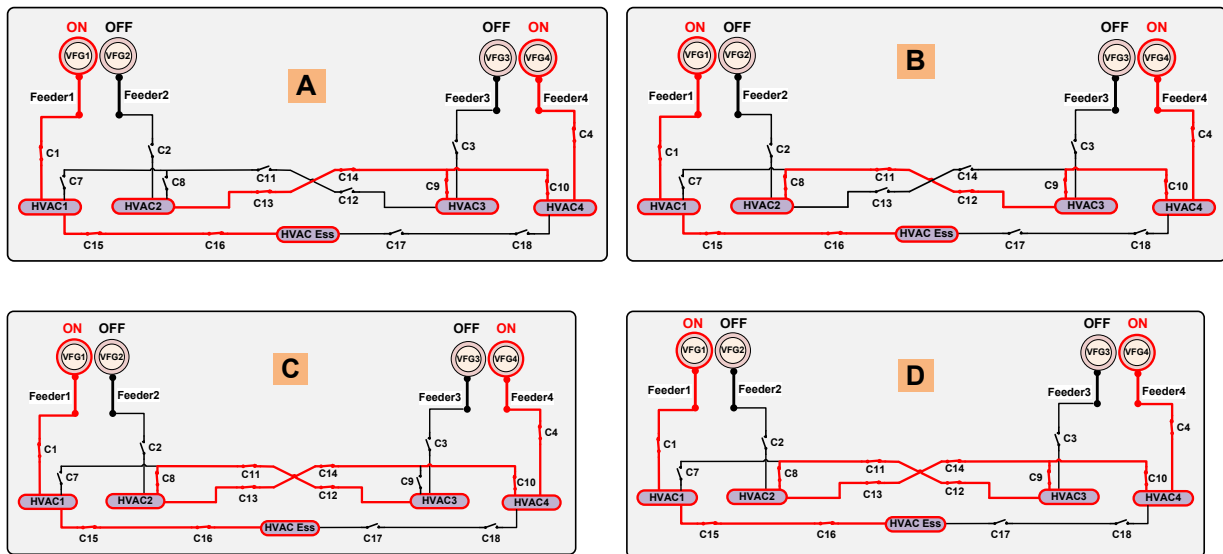 ON OFF OFF ON
VFG1 VFG2 A VFG3 VFG4
Feeder1 Feeder2 Feeder3 Feeder4
C1 C2 C3 C4
C7 C8 C11 C14 C9 C10
C13 C12
HVAC1 HVAC2 HVAC3 HVAC4
C15 C16 HVAC Ess C17 C18
ON OFF OFF ON
VFG1 VFG2 B VFG3 VFG4
Feeder1 Feeder2 Feeder3 Feeder4
C1 C2 C3 C4
C7 C8 C11 C14 C9 C10
C13 C12
HVAC1 HVAC2 HVAC3 HVAC4
C15 C16 HVAC Ess C17 C18
ON OFF OFF ON
VFG1 VFG2 C VFG3 VFG4
Feeder1 Feeder2 Feeder3 Feeder4
C1 C2 C3 C4
C7 C8 C11 C14 C9 C10
C13 C12
HVAC1 HVAC2 HVAC3 HVAC4
C15 C16 HVAC Ess C17 C18
ON OFF OFF ON
VFG1 VFG2 D VFG3 VFG4
Feeder1 Feeder2 Feeder3 Feeder4
C1 C2 C3 C4
C7 C8 C11 C14 C9 C10
C13 C12
HVAC1 HVAC2 HVAC3 HVAC4
C15 C16 HVAC Ess C17 C18